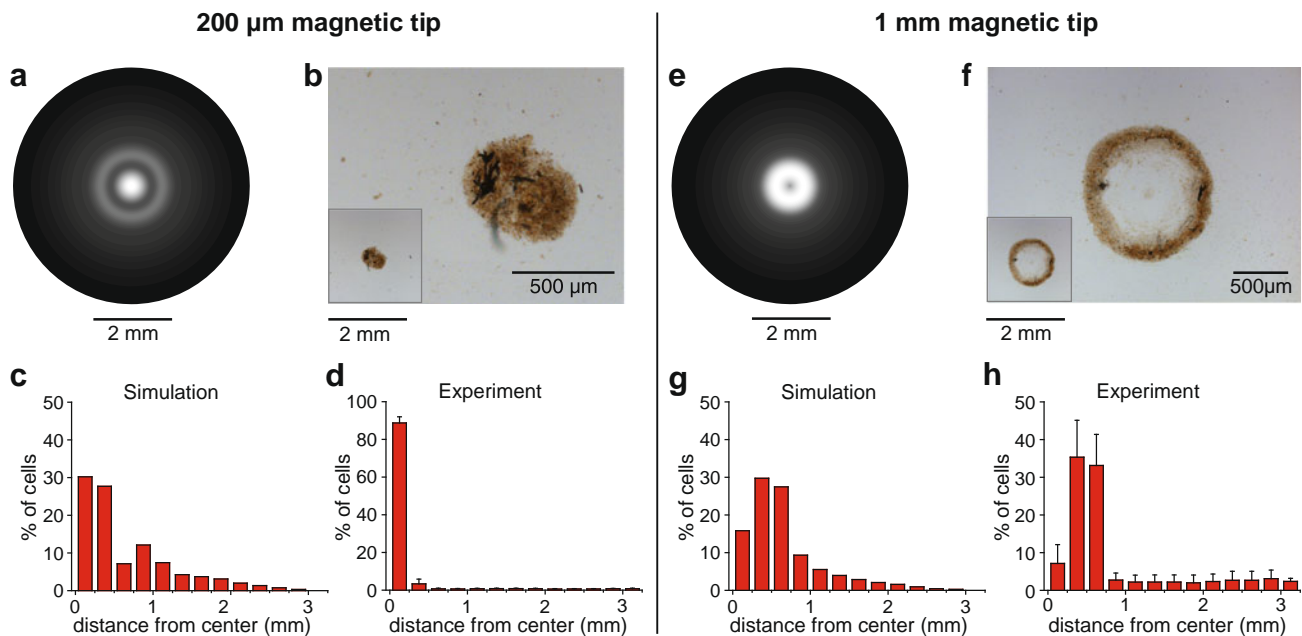 200 µm magnetic tip
1 mm magnetic tip
a
b
e
f
500 µm
500µm
2 mm
2 mm
2 mm
2 mm
c
Simulation
50
40
30
20
10
0
% of cells
0 1 2 3
distance from center (mm)
d
Experiment
100
80
60
40
20
0
% of cells
0 1 2 3
distance from center (mm)
g
Simulation
50
40
30
20
10
0
% of cells
0 1 2 3
distance from center (mm)
h
Experiment
50
40
30
20
10
0
% of cells
0 1 2 3
distance from center (mm)